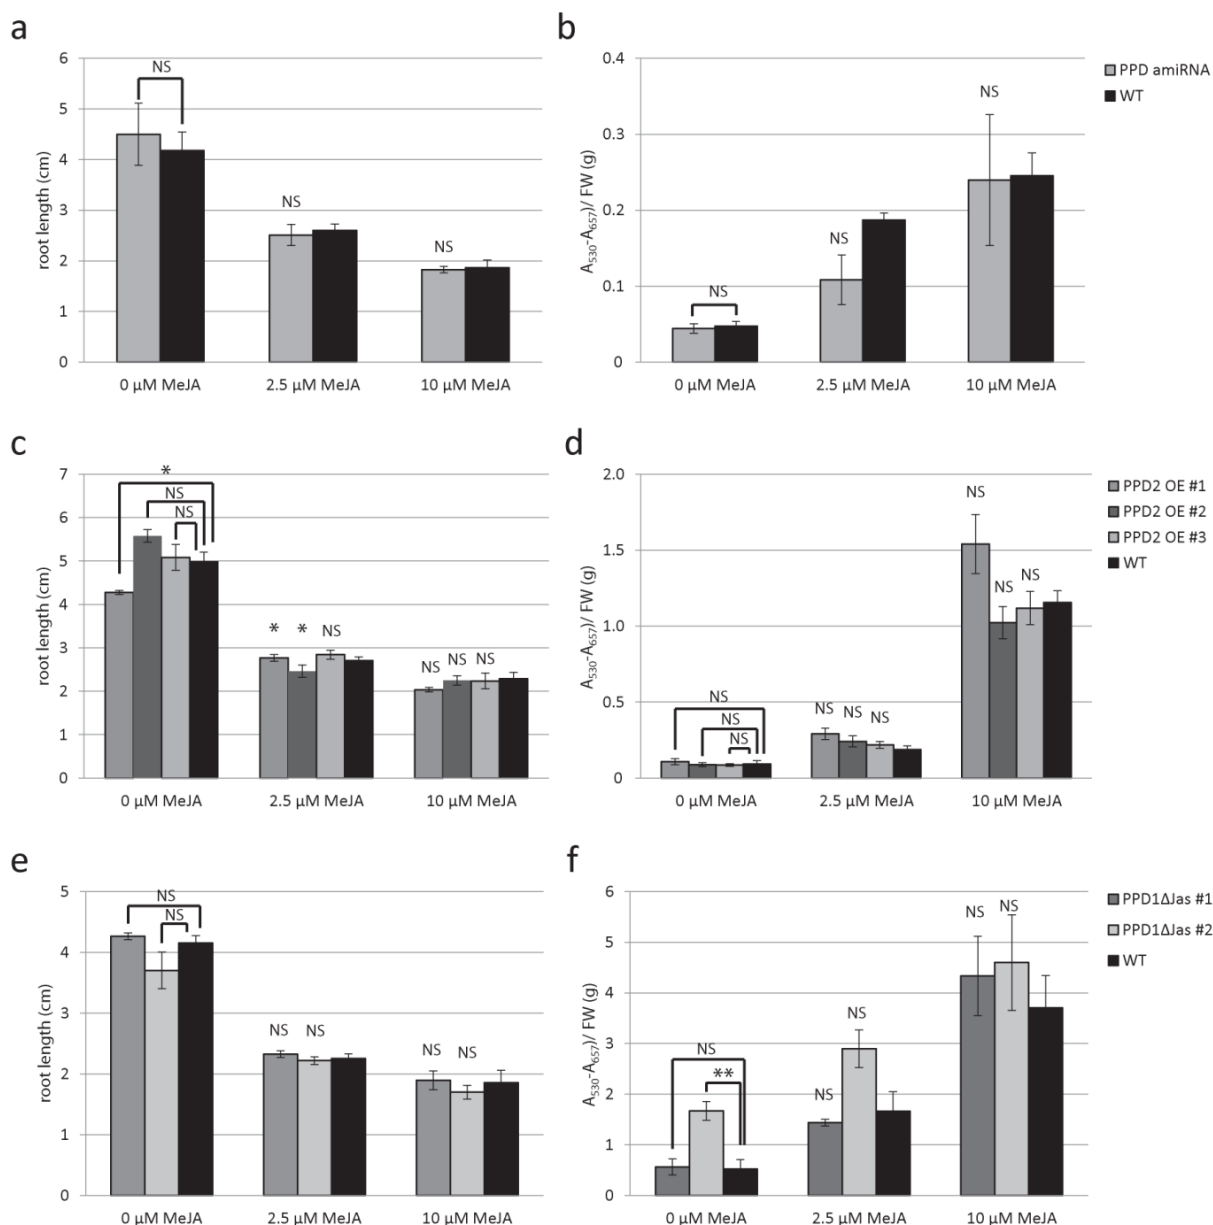 a
6
5
4
3
2
1
0
root length (cm)
NS
NS
NS
0 µM MeJA
2.5 µM MeJA
10 µM MeJA
b
0.4
0.3
0.2
0.1
0
A530-A657)/ FW (g)
NS
NS
NS
0 µM MeJA
2.5 µM MeJA
10 µM MeJA
PPD amiRNA
WT
c
7
6
5
4
3
2
1
0
root length (cm)
*
NS
NS
* * NS
NS NS NS
0 µM MeJA
2.5 µM MeJA
10 µM MeJA
d
2.0
1.5
1.0
0.5
0
A530-A657)/ FW (g)
NS
NS
NS
NS NS NS
NS
NS NS
0 µM MeJA
2.5 µM MeJA
10 µM MeJA
PPD2 OE #1
PPD2 OE #2
PPD2 OE #3
WT
e
5
4
3
2
1
0
root length (cm)
NS
NS
NS NS
NS NS
0 µM MeJA
2.5 µM MeJA
10 µM MeJA
f
6
5
4
3
2
1
0
A530-A657)/ FW (g)
NS
**
NS
NS
NS NS
0 µM MeJA
2.5 µM MeJA
10 µM MeJA
PPD1ΔJas #1
PPD1ΔJas #2
WT